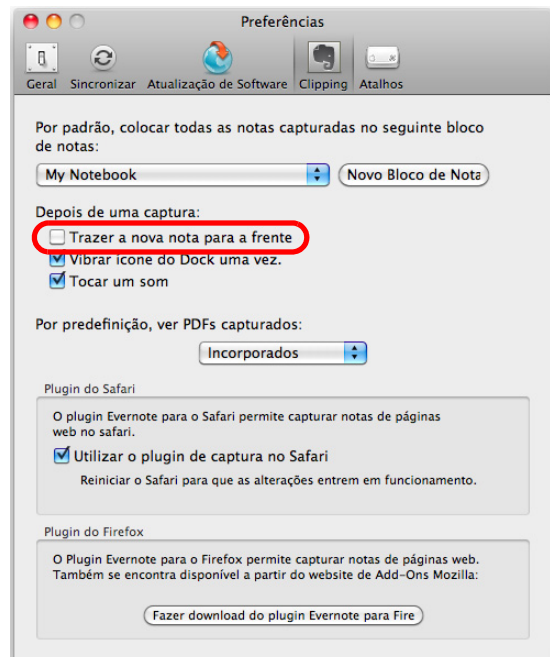 Preferências
Geral Sincronizar Atualização de Software Clipping Atalhos
Por padrão, colocar todas as notas capturadas no seguinte bloco
de notas:
My Notebook Novo Bloco de Nota
Depois de uma captura:
Trazer a nova nota para a frente
Vibrar ícone do Dock uma vez.
Tocar um som
Por predefinição, ver PDFs capturados:
Incorporados
Plugin do Safari
O plugin Evernote para o Safari permite capturar notas de páginas
web no safari.
Utilizar o plugin de captura no Safari
Reiniciar o Safari para que as alterações entrem em funcionamento.
Plugin do Firefox
O Plugin Evernote para o Firefox permite capturar notas de páginas web.
Também se encontra disponível a partir do website de Add-Ons Mozilla:
Fazer download do plugin Evernote para Fire